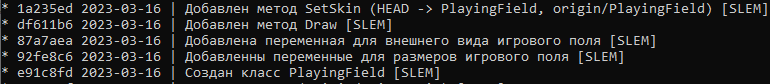 * 1a235ed 2023-03-16 | Добавлен метод SetSkin (HEAD -> PlayingField, origin/PlayingField) [SLEM]
* df611b6 2023-03-16 | Добавлен метод Draw [SLEM]
* 87a7aea 2023-03-16 | Добавлена переменная для внешнего вида игрового поля [SLEM]
* 92fe8c6 2023-03-16 | Добавленны переменные для размеров игрового поля [SLEM]
* e91c8fd 2023-03-16 | Создан класс PlayingField [SLEM]